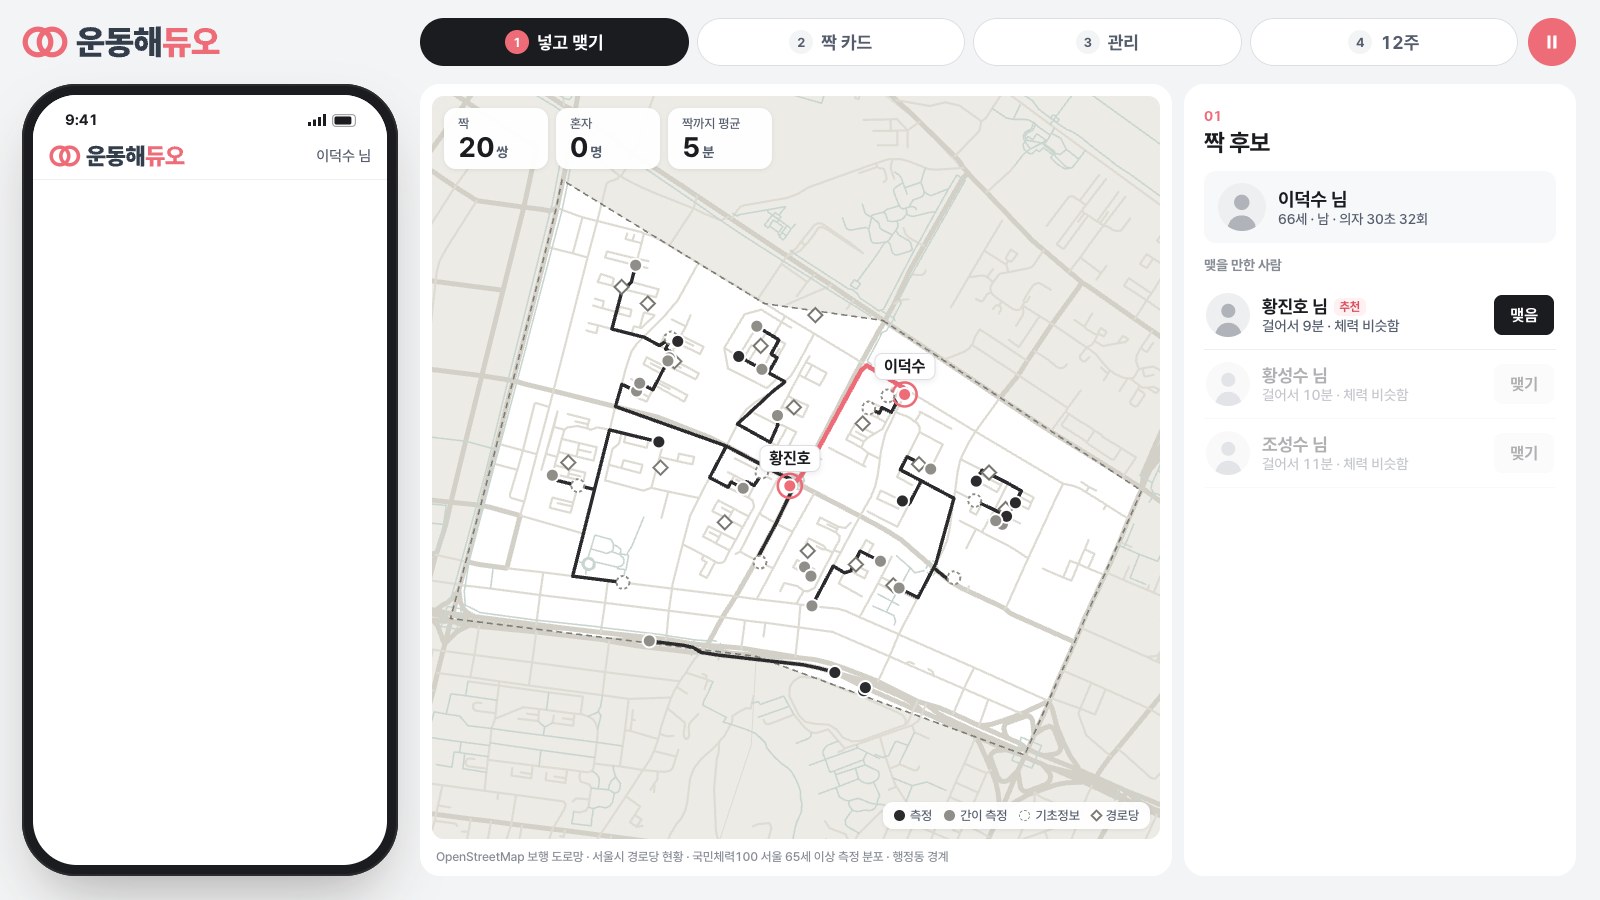 운동해듀오
1 넣고 맺기
2 짝 카드
3 관리
4 12주
9:41
운동해듀오
이덕수 님
짝
20쌍
혼자
0명
짝까지 평균
5분
이덕수
황진호
측정
간이 측정
기초정보
경로당
OpenStreetMap 보행 도로망 · 서울시 경로당 현황 · 국민체력100 서울 65세 이상 측정 분포 · 행정동 경계
01
짝 후보
이덕수 님
66세 · 남 · 의자 30초 32회
맺을 만한 사람
황진호 님 추천
걸어서 9분 · 체력 비슷함
맺음
황성수 님
걸어서 10분 · 체력 비슷함
맺기
조성수 님
걸어서 11분 · 체력 비슷함
맺기